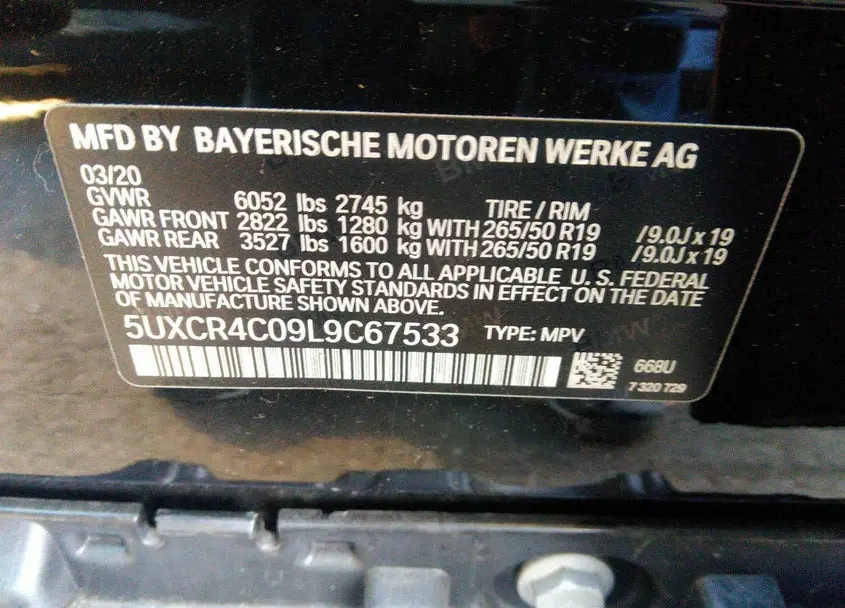 MFD BY BAYERISCHE MOTOREN WERKE AG
03/20
GVWR 6052 lbs 2745 kg TIRE / RIM
GAWR FRONT 2822 lbs 1280 kg WITH 265/50 R19 /9.0J x 19
GAWR REAR 3527 lbs 1600 kg WITH 265/50 R19 /9.0J x 19
THIS VEHICLE CONFORMS TO ALL APPLICABLE U. S. FEDERAL
MOTOR VEHICLE SAFETY STANDARDS IN EFFECT ON THE DATE
OF MANUFACTURE SHOWN ABOVE.
5UXCR4C09L9C67533 TYPE: MPV
668U
7 320 729